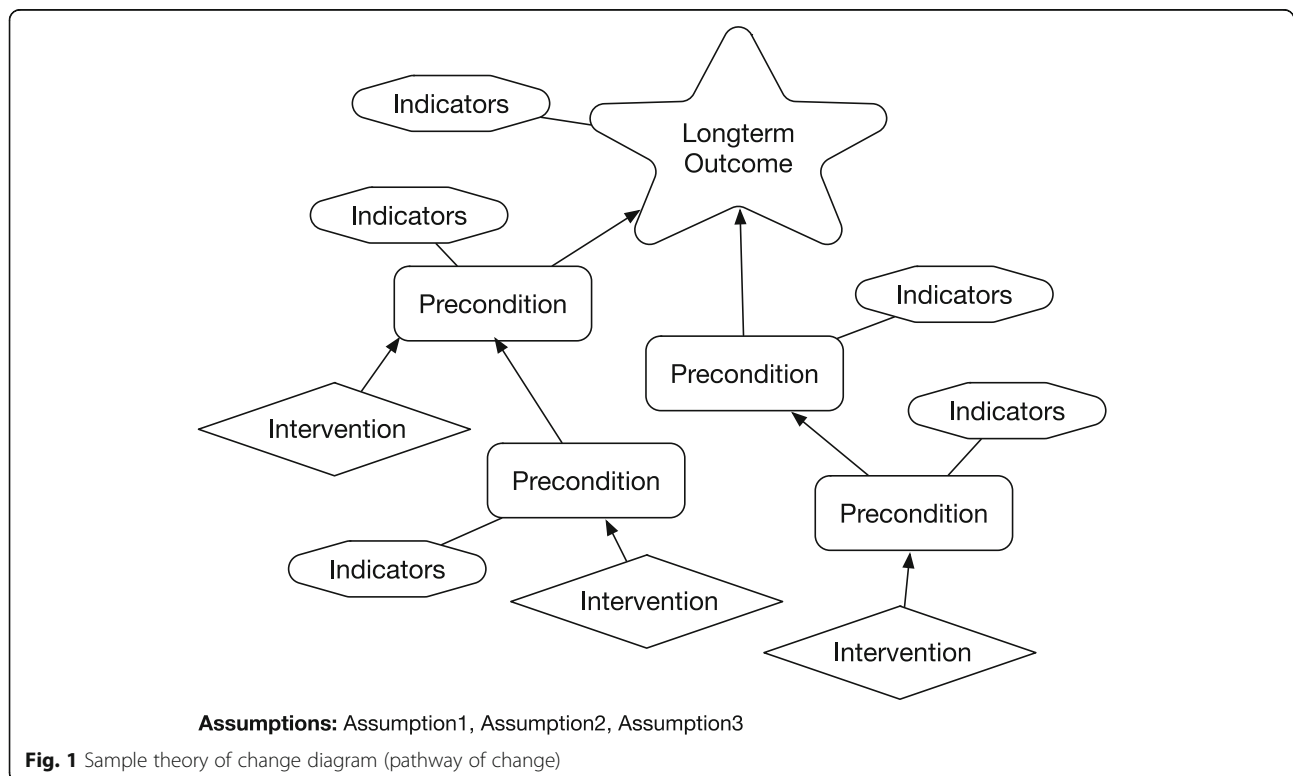 Indicators
Longterm
Outcome
Indicators
Precondition
Indicators
Precondition
Indicators
Intervention
Precondition
Precondition
Indicators
Intervention
Intervention
Assumptions: Assumption1, Assumption2, Assumption3
Fig. 1 Sample theory of change diagram (pathway of change)